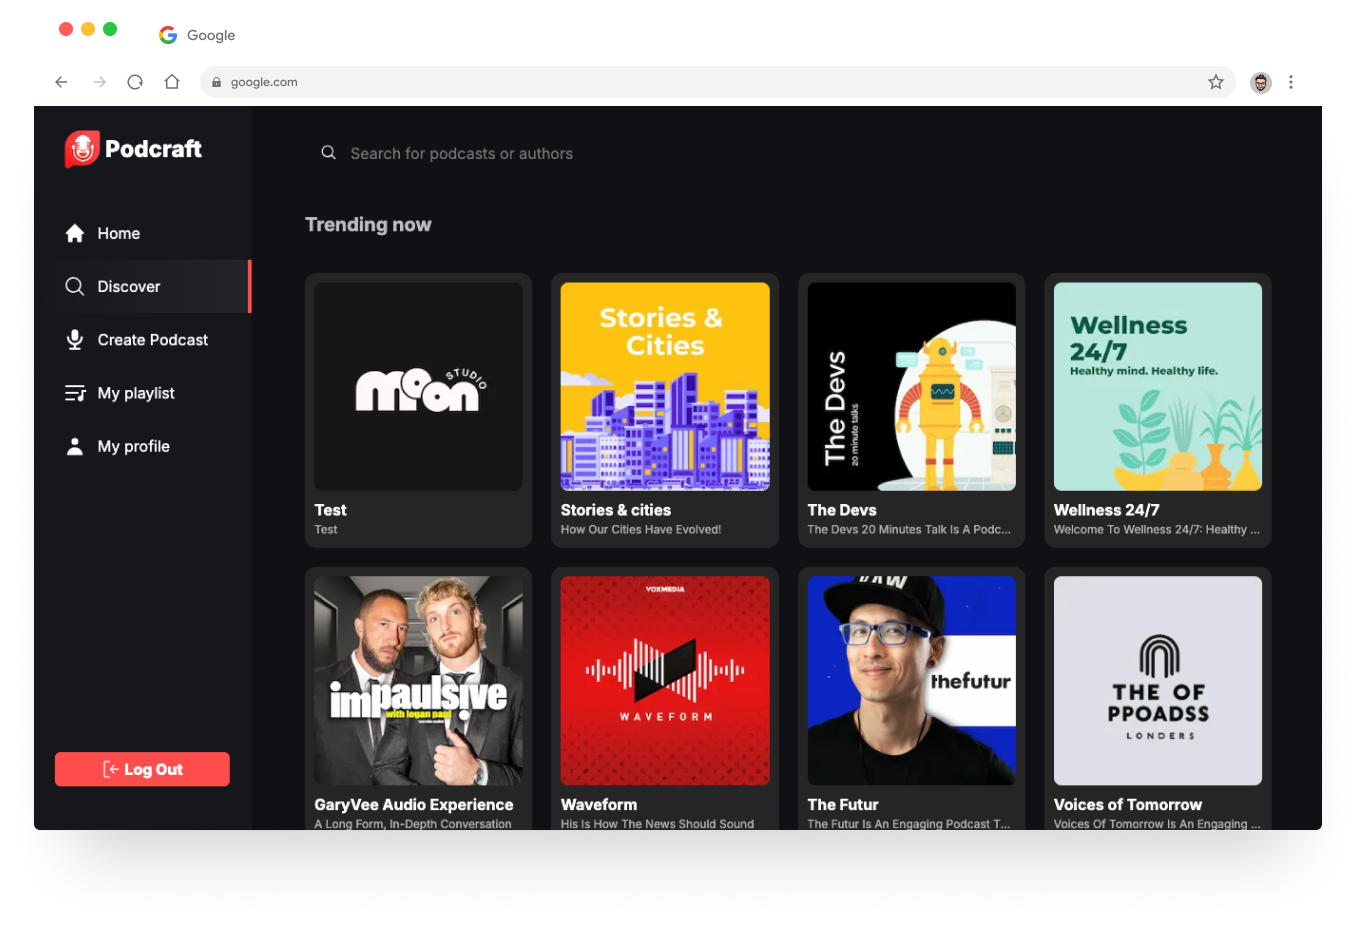 Google
google.com
Podcraft
Search for podcasts or authors
Home
Discover
Create Podcast
My playlist
My profile
Log Out
Trending now
moon
STUDIO
Test
Test
Stories &
Cities
Stories & cities
How Our Cities Have Evolved!
The Devs
20 minute talks
The Devs
The Devs 20 Minutes Talk Is A Podc...
Wellness
24/7
Healthy mind. Healthy life.
Wellness 24/7
Welcome To Wellness 24/7: Healthy ...
impaulsive
with logan paul
GaryVee Audio Experience
A Long Form, In-Depth Conversation
VOXMEDIA
WAVEFORM
Waveform
His Is How The News Should Sound
thefutur
The Futur
The Futur Is An Engaging Podcast T...
THE OF
PPOADSS
LONDERS
Voices of Tomorrow
Voices Of Tomorrow Is An Engaging ...